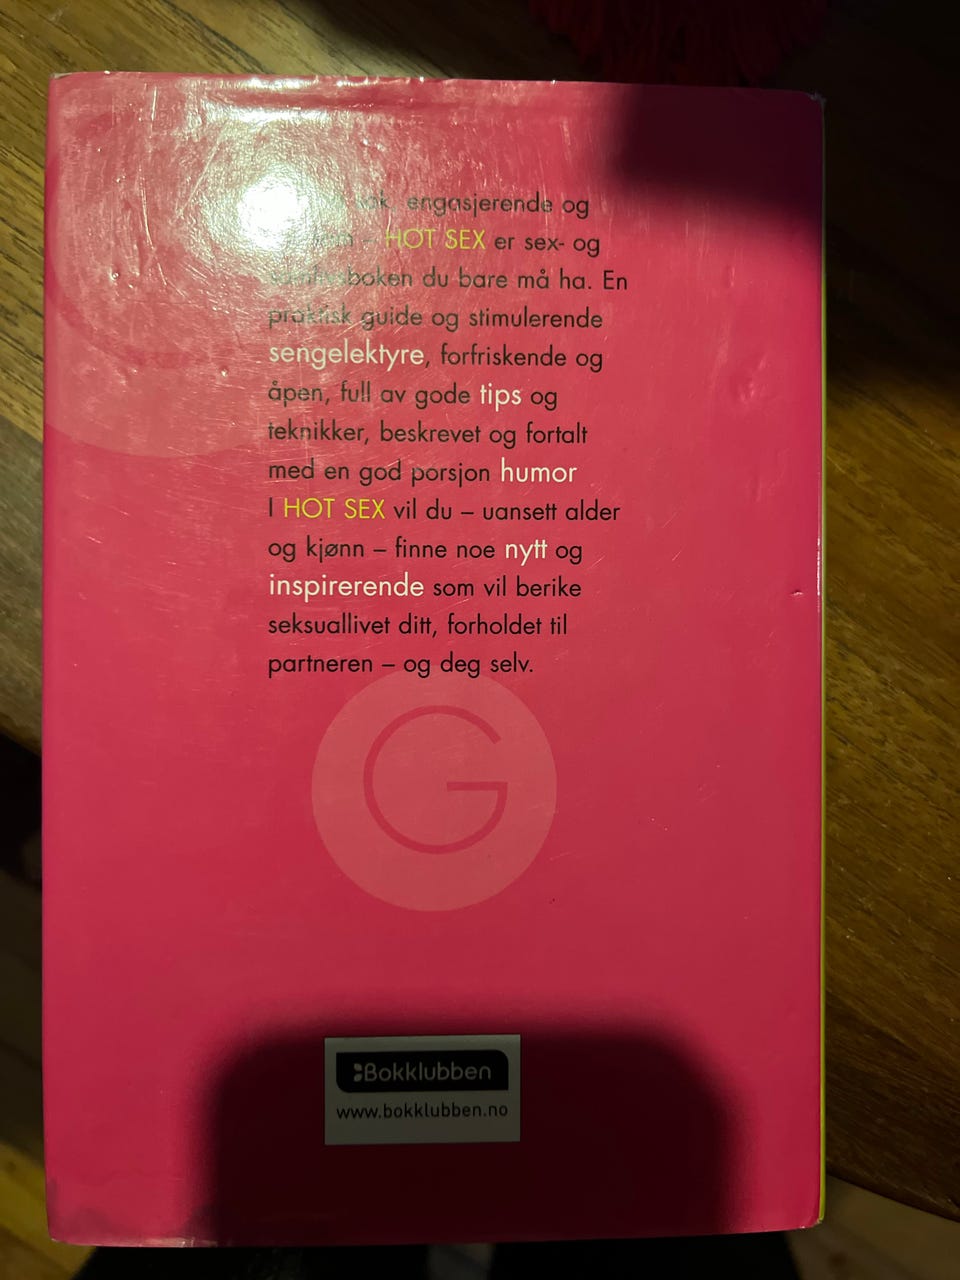 engasjerende og
– HOT SEX er sex- og
du bare må ha. En
praktisk guide og stimulerende
sengelektyre, forfriskende og
åpen, full av gode tips og
teknikker, beskrevet og fortalt
med en god porsjon humor
I HOT SEX vil du – uansett alder
og kjønn – finne noe nytt og
inspirerende som vil berike
seksuallivet ditt, forholdet til
partneren – og deg selv.
G
Bokklubben
www.bokklubben.no